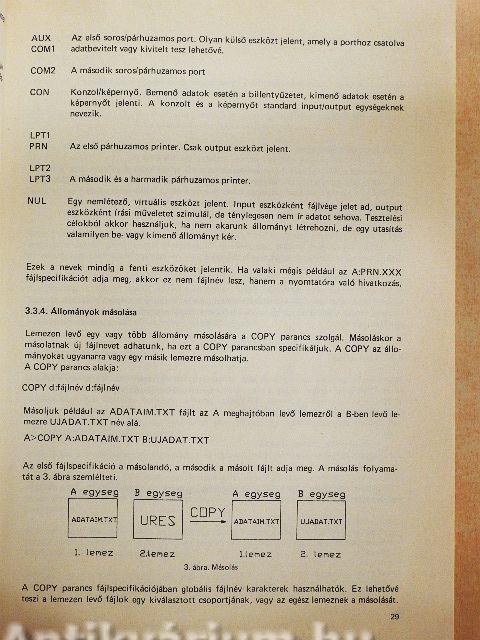 AUX Az első soros/párhuzamos port. Olyan külső eszközt jelent, amely a porthoz csatolva
COM1 adatbevitelt vagy kivitelt tesz lehetővé.
COM2 A második soros/párhuzamos port
CON Konzol/képernyő. Bemenő adatok esetén a billentyűzetet, kimenő adatok esetén a
képernyőt jelenti. A konzolt és a képernyőt standard input/output egységeknek
nevezik.
LPT1
PRN Az első párhuzamos printer. Csak output eszközt jelent.
LPT2
LPT3 A második és a harmadik párhuzamos printer.
NUL Egy nemlétező, virtuális eszközt jelent. Input eszközként fájlvége jelet ad, output
eszközként írási műveletet szimulál, de ténylegesen nem ír adatot sehova. Tesztelési
célokból akkor használjuk, ha nem akarunk állományt létrehozni, de egy utasítás
valamilyen be- vagy kimenő állományt kér.
Ezek a nevek mindig a fenti eszközöket jelentik. Ha valaki mégis például az A:PRN.XXX
fájlspecifikációt adja meg, akkor ez nem fájlnév lesz, hanem a nyomtatóra való hivatkozás.
3.3.4. Állományok másolása
Lemezen levő egy vagy több állomány másolására a COPY parancs szolgál. Másoláskor a
másolatnak új fájlnevet adhatunk, ha ezt a COPY parancsban specifikáljuk. A COPY az állo-
mányokat ugyanarra vagy egy másik lemezre másolhatja.
A COPY parancs alakja:
COPY d:fájlnév d:fájlnév
Másoljuk például az ADATAIM.TXT fájlt az A meghajtóban levő lemezről a B-ben levő le-
mezre UJADAT.TXT név alá.
A>COPY A:ADATAIM.TXT B:UJADAT.TXT
Az első fájlspecifikáció a másolandó, a második a másolt fájlt adja meg. A másolás folyama-
tát a 3. ábra szemlélteti.
A egység B egység A egység B egység
ADATAIM.TXT URES COPY ADATAIM.TXT UJADAT.TXT
1. lemez 2.lemez 1.lemez 2. lemez
3. ábra. Másolás
A COPY parancs fájlspecifikációjában globális fájlnév karakterek használhatók. Ez lehetővé
teszi a lemezen levő fájlok egy kiválasztott csoportjának, vagy az egész lemeznek a másolását.
29